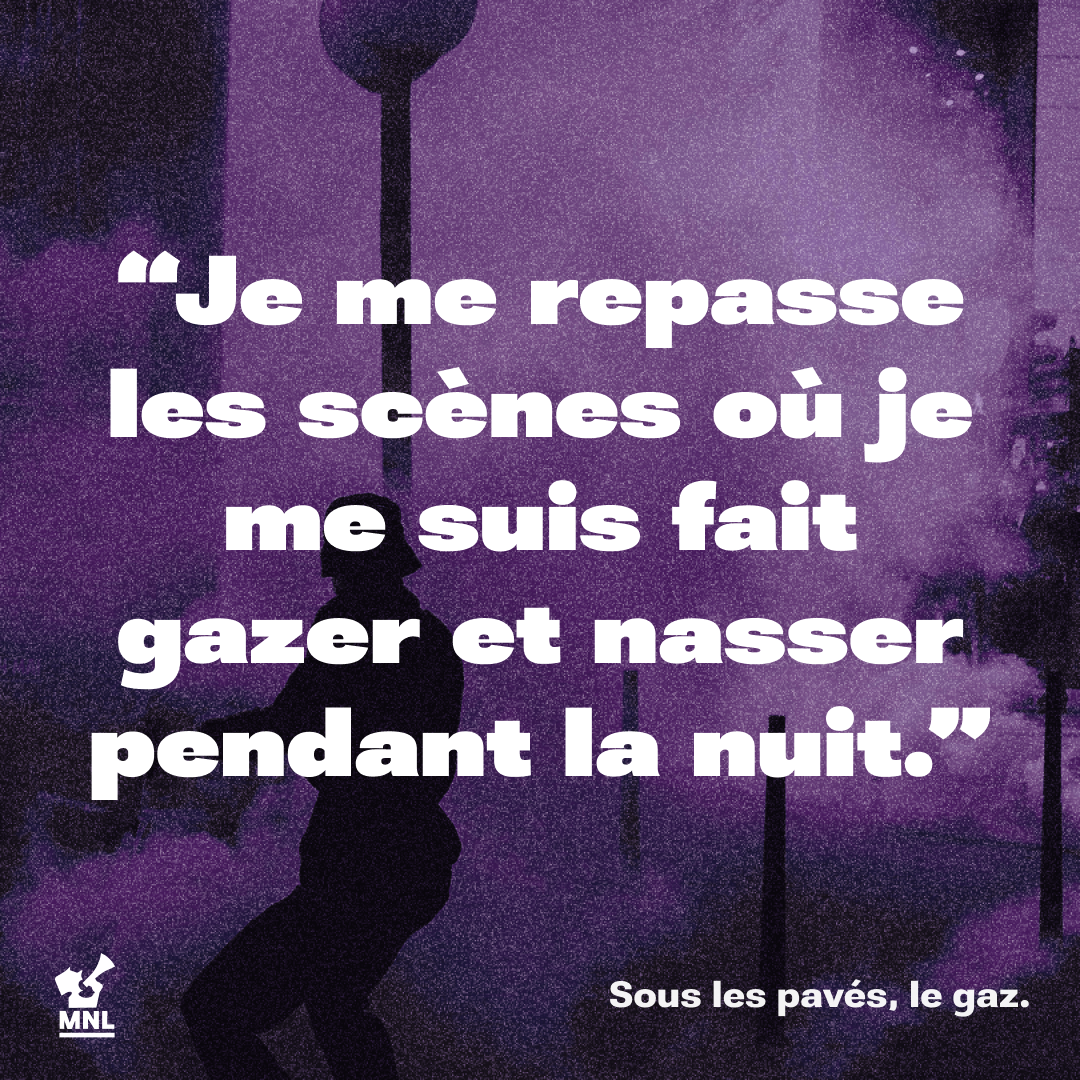 “Je me repasse
les scènes où je
me suis fait
gazer et nasser
pendant la nuit.”
MNL
Sous les pavés, le gaz.